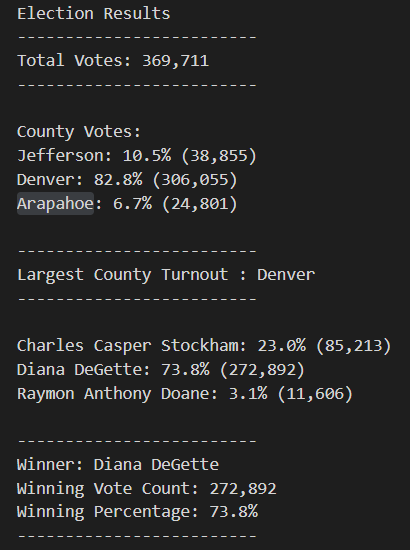 Election Results
-------------------------
Total Votes: 369,711
-------------------------
County Votes:
Jefferson: 10.5% (38,855)
Denver: 82.8% (306,055)
Arapahoe: 6.7% (24,801)
-------------------------
Largest County Turnout : Denver
-------------------------
Charles Casper Stockham: 23.0% (85,213)
Diana DeGette: 73.8% (272,892)
Raymon Anthony Doane: 3.1% (11,606)
-------------------------
Winner: Diana DeGette
Winning Vote Count: 272,892
Winning Percentage: 73.8%
-------------------------